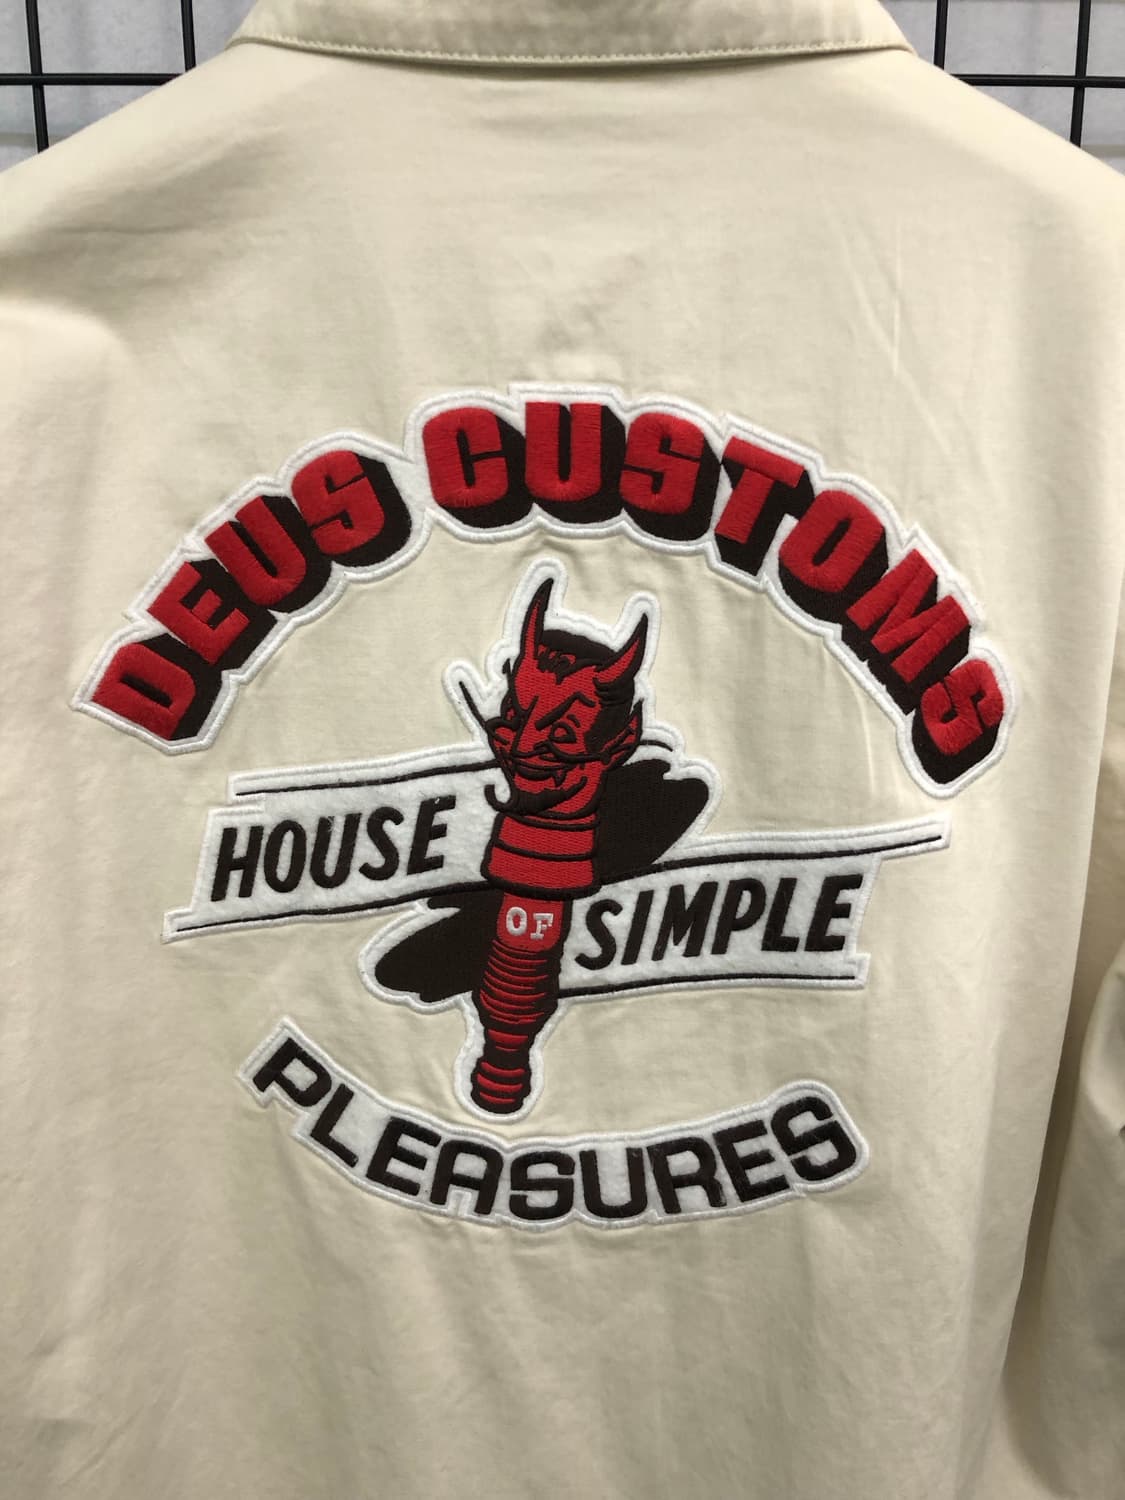 DEUS CUSTOMS
HOUSE
OF
SIMPLE
PLEASURES